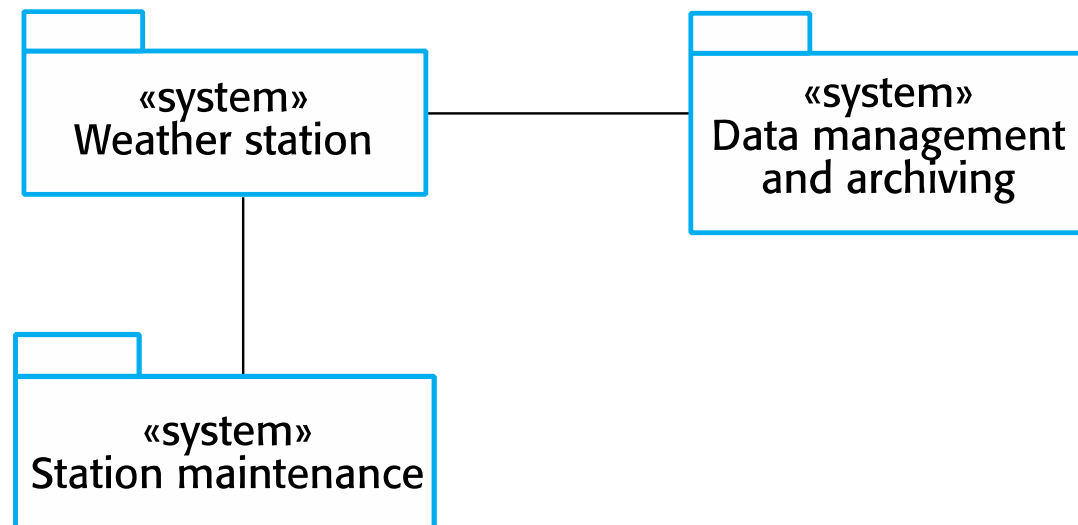 «system»
Weather station
«system»
Data management
and archiving
«system»
Station maintenance